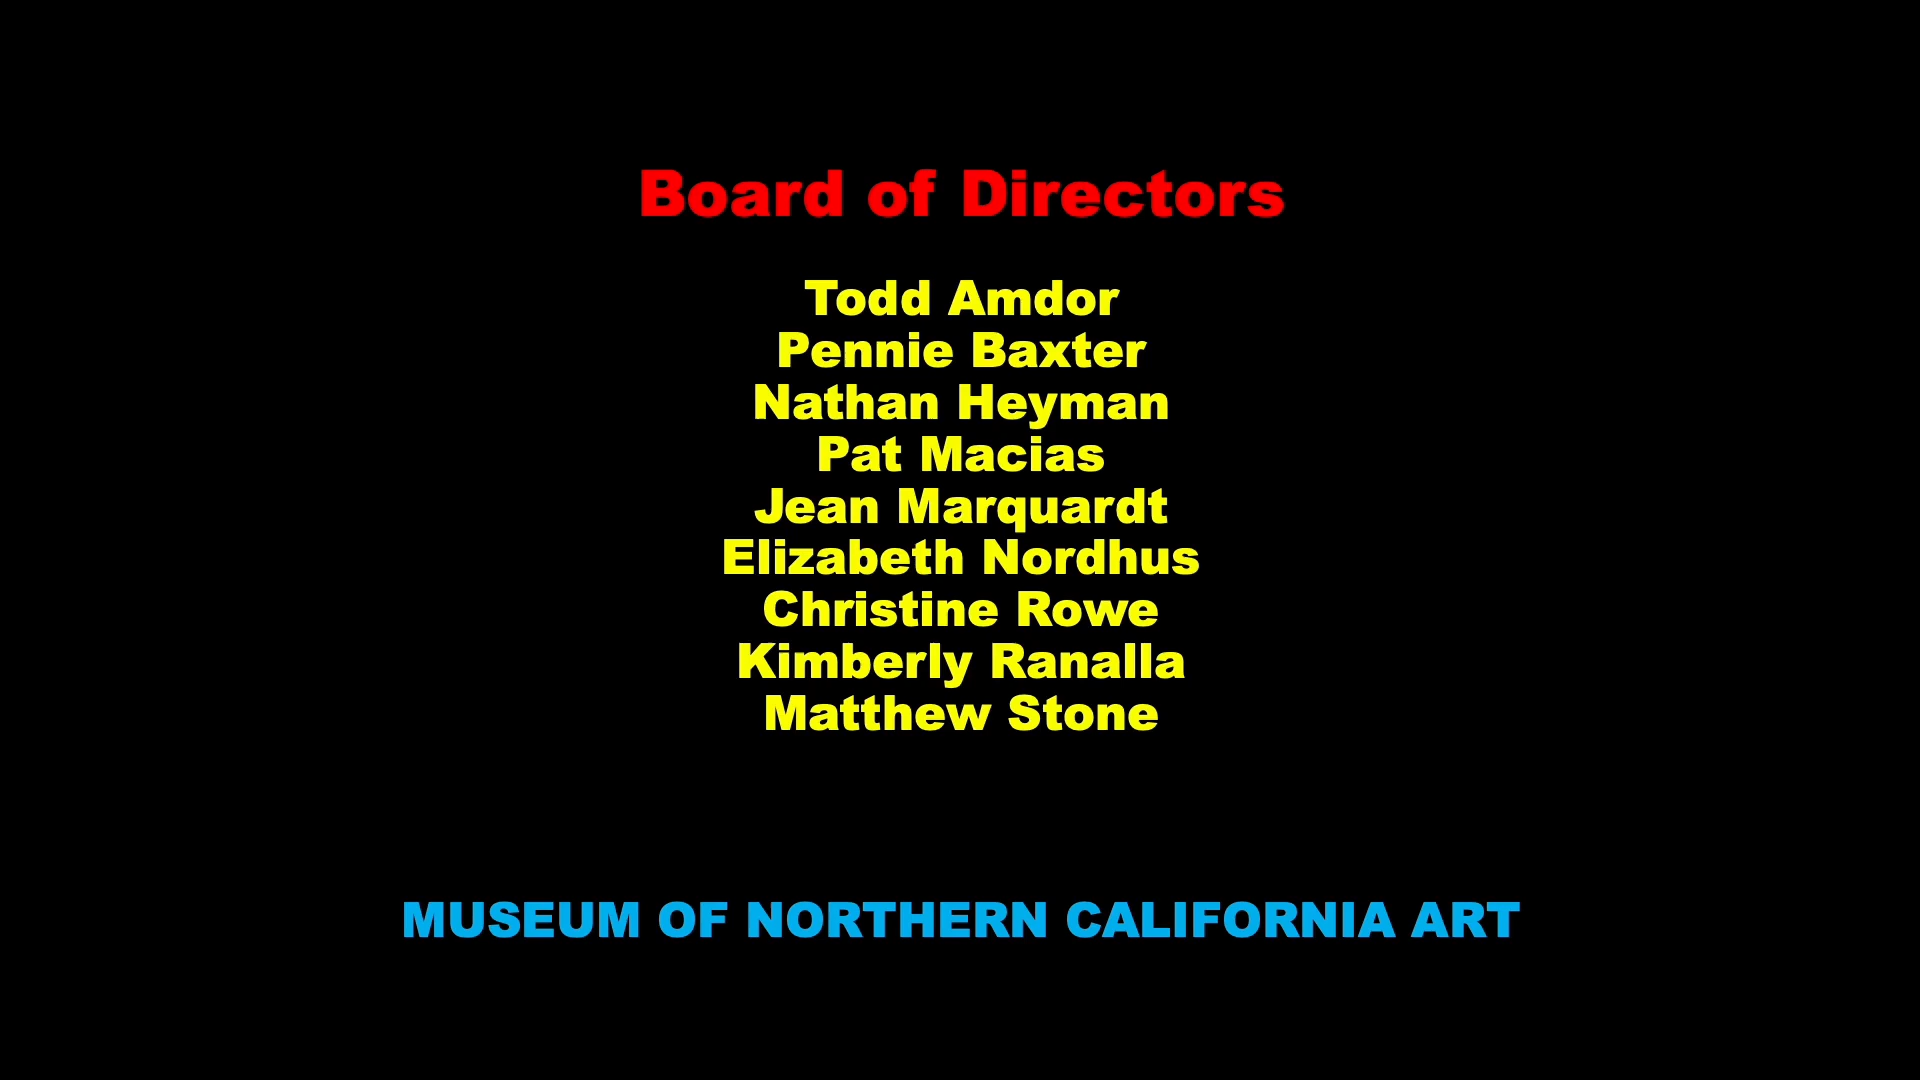 Board of Directors
Todd Amdor
Pennie Baxter
Nathan Heyman
Pat Macias
Jean Marquardt
Elizabeth Nordhus
Christine Rowe
Kimberly Ranalla
Matthew Stone
MUSEUM OF NORTHERN CALIFORNIA ART